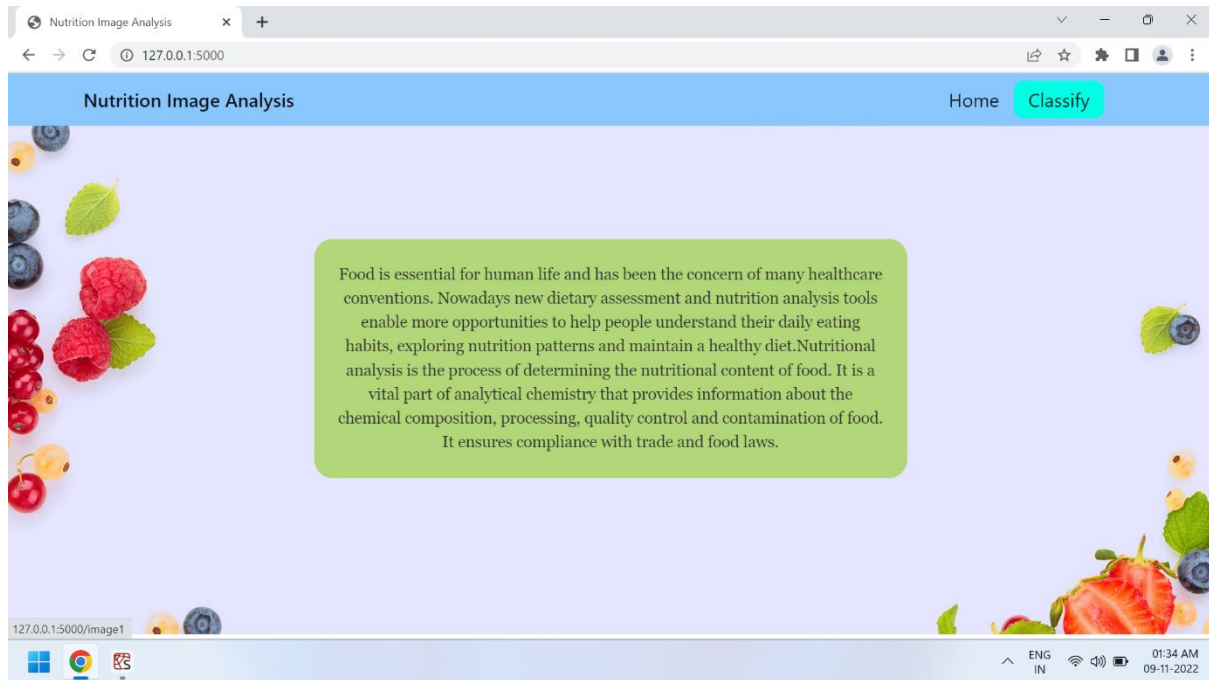 Nutrition Image Analysis
127.0.0.1:5000
Nutrition Image Analysis
Home
Classify
Food is essential for human life and has been the concern of many healthcare
conventions. Nowadays new dietary assessment and nutrition analysis tools
enable more opportunities to help people understand their daily eating
habits, exploring nutrition patterns and maintain a healthy diet.Nutritional
analysis is the process of determining the nutritional content of food. It is a
vital part of analytical chemistry that provides information about the
chemical composition, processing, quality control and contamination of food.
It ensures compliance with trade and food laws.
127.0.0.1:5000/image1
ENG
IN
01:34 AM
09-11-2022